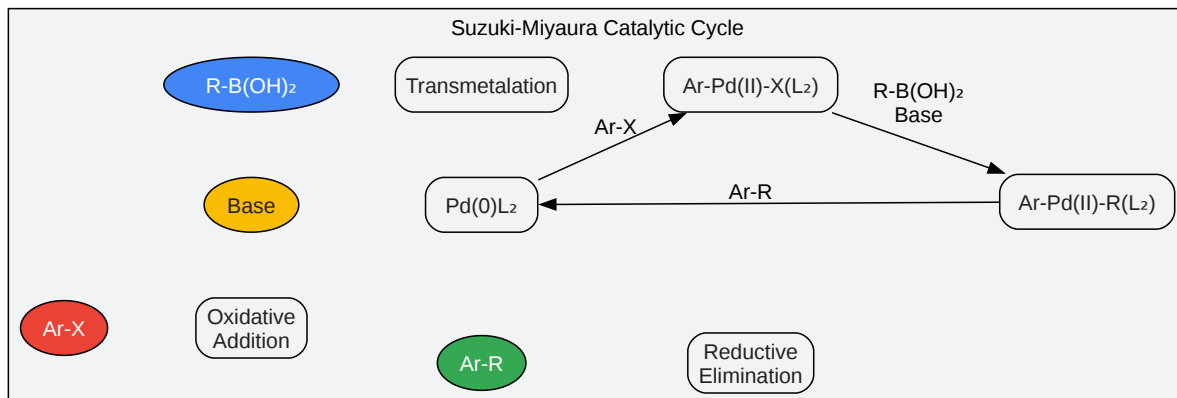 Suzuki-Miyaura Catalytic Cycle
R-B(OH)₂
Transmetalation
Ar-Pd(II)-X(L₂)
R-B(OH)₂
Base
Ar-X
Base
Pd(0)L₂
Ar-R
Ar-Pd(II)-R(L₂)
Ar-X
Oxidative
Addition
Ar-R
Reductive
Elimination